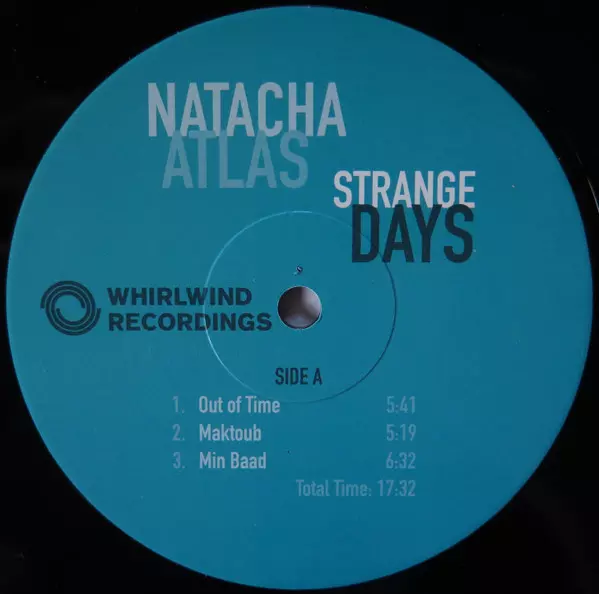 NATACHA
ATLAS
STRANGE
DAYS
WHIRLWIND
RECORDINGS
SIDE A
1. Out of Time 5:41
2. Maktoub 5:19
3. Min Baad 6:32
Total Time: 17:32